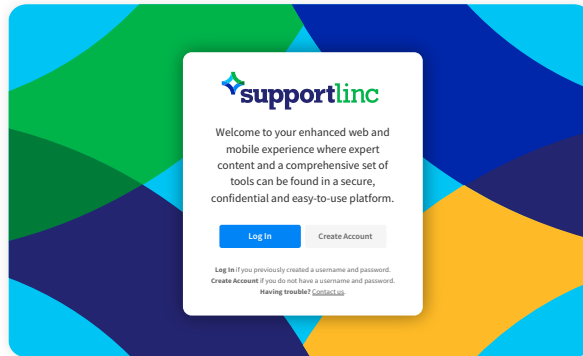 supportlinc
Welcome to your enhanced web and
mobile experience where expert
content and a comprehensive set of
tools can be found in a secure,
confidential and easy-to-use platform.
Log In
Create Account
Log In if you previously created a username and password.
Create Account if you do not have a username and password.
Having trouble? Contact us.